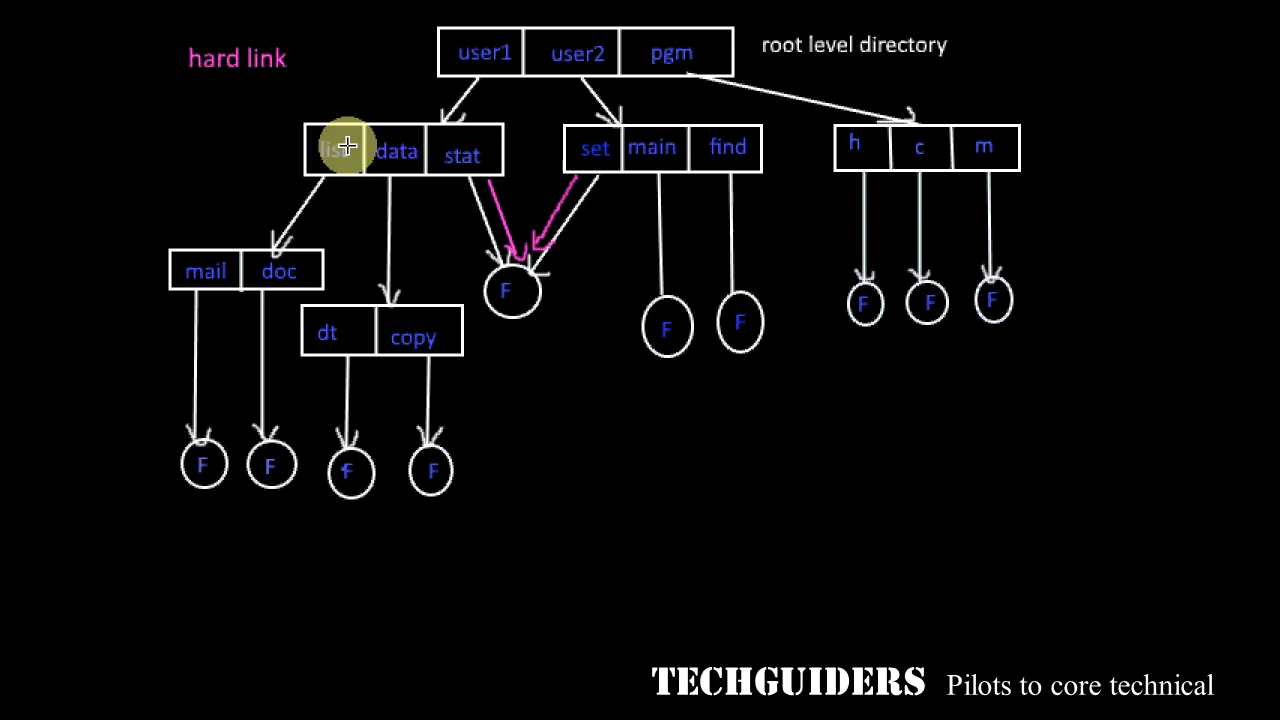 hard link
user1 user2 pgm
root level directory
list data stat
set main find
h c m
mail doc
dt copy
F
F F
F F F
F F F F
TECHGUIDERS Pilots to core technical